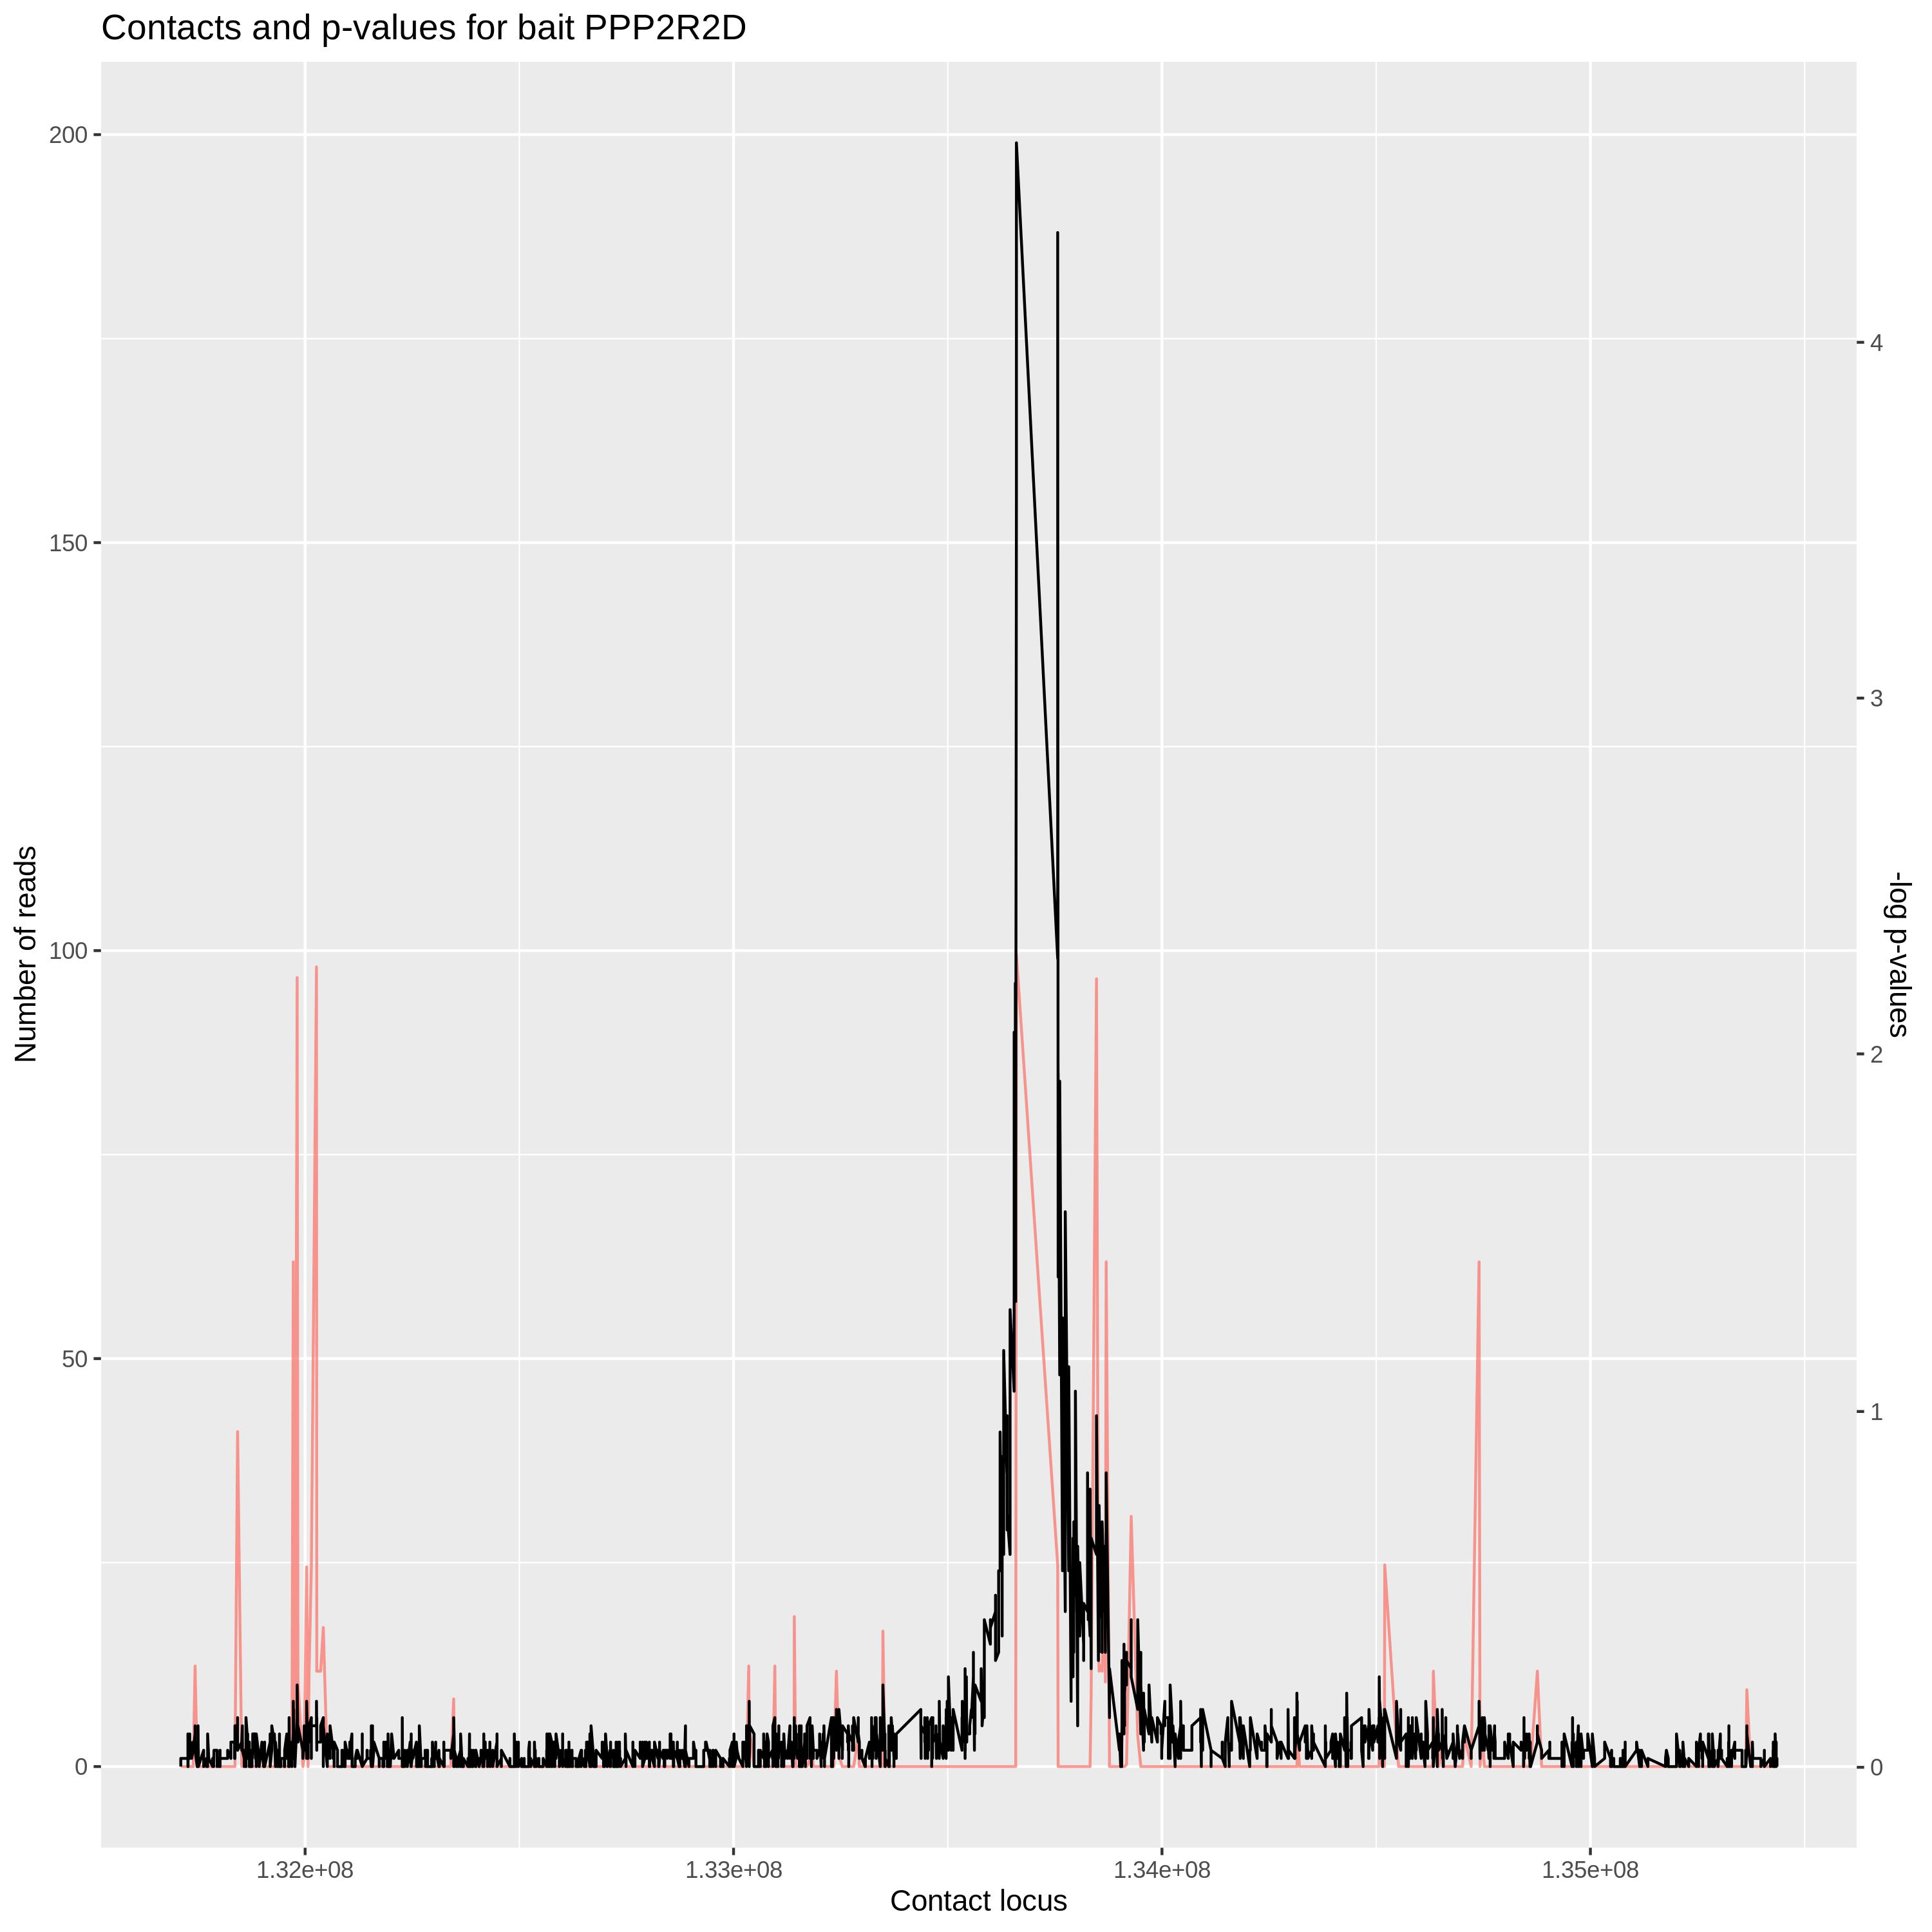 Contacts and p-values for bait PPP2R2D
200
150
100
50
0
Number of reads
4
3
2
1
0
-log p-values
1.32e+08
1.33e+08
1.34e+08
1.35e+08
Contact locus